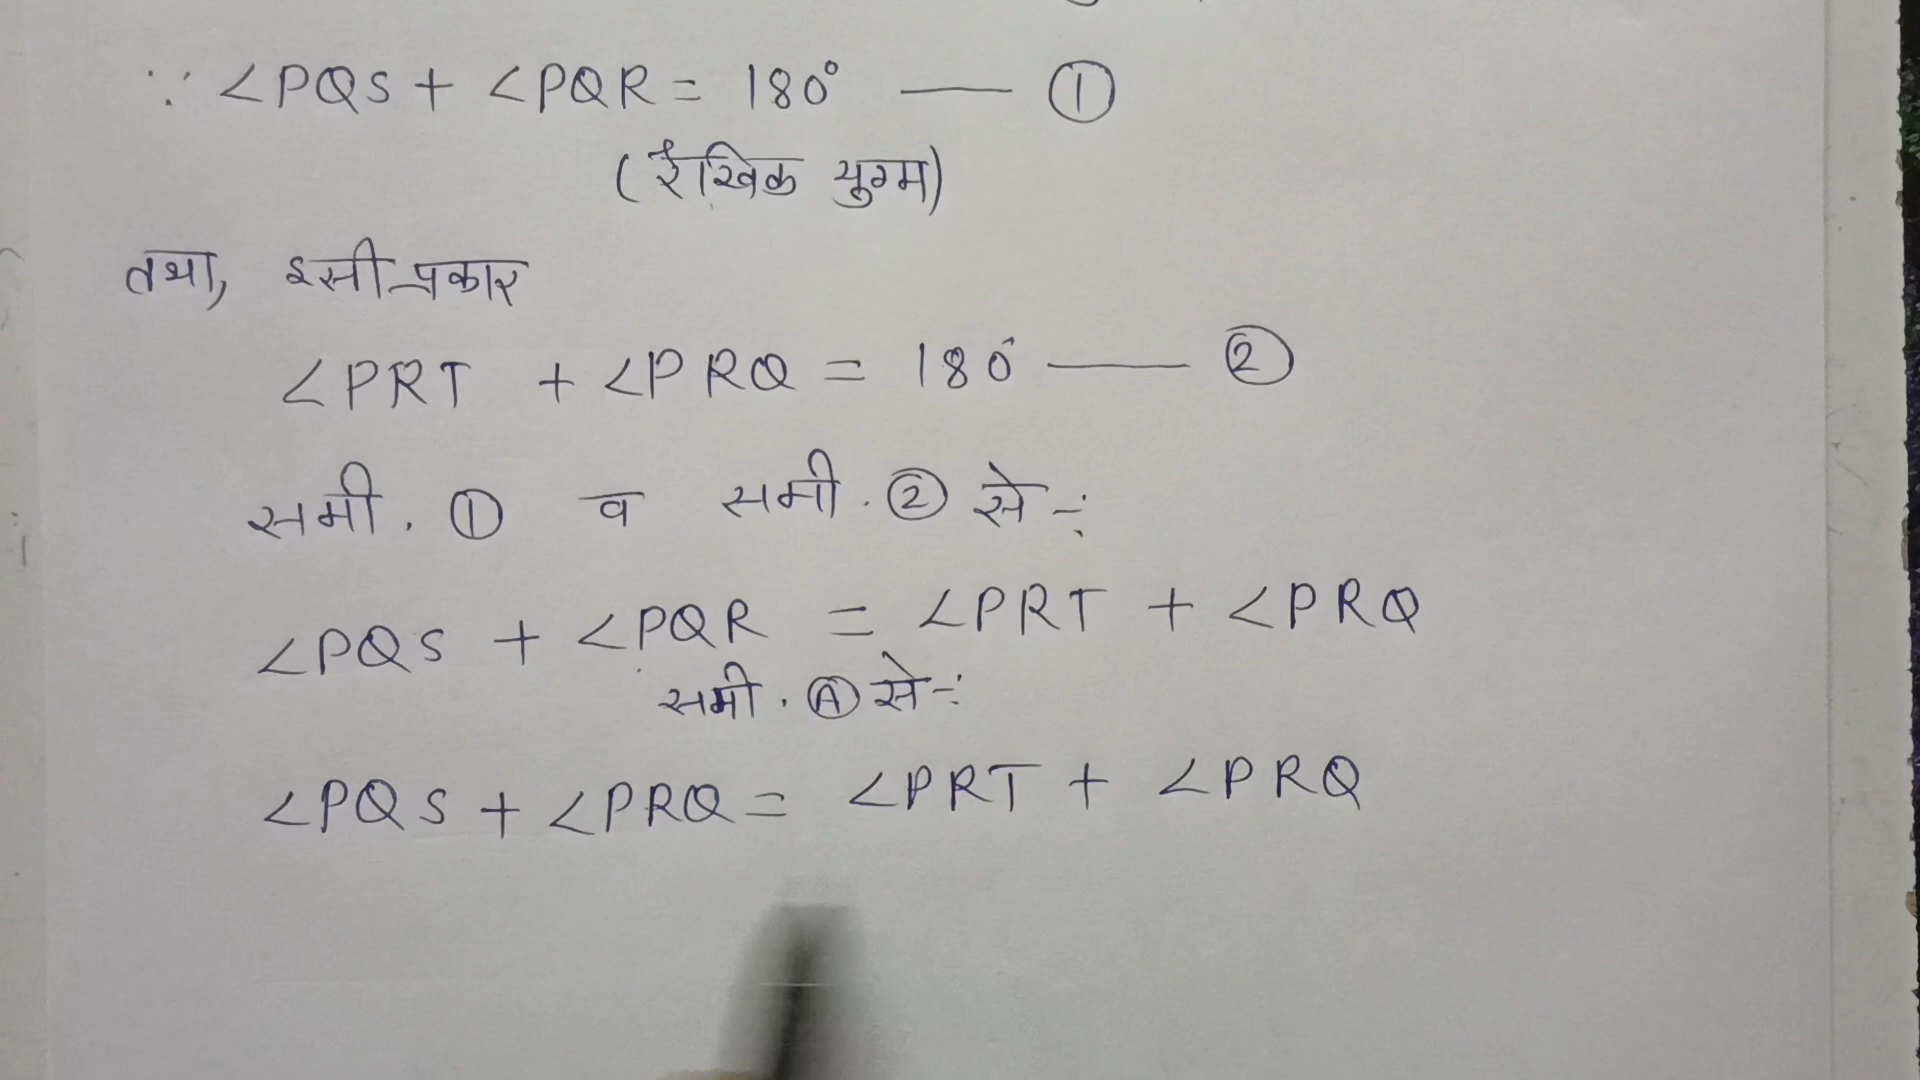 ∵ ∠PQS + ∠PQR = 180° — ①
(रैखिक युग्म)
तथा, इसी प्रकार
∠PRT + ∠PRQ = 180° — ②
समी. ① व समी. ② से -:
∠PQS + ∠PQR = ∠PRT + ∠PRQ
समी. Ⓐ से -:
∠PQS + ∠PRQ = ∠PRT + ∠PRQ